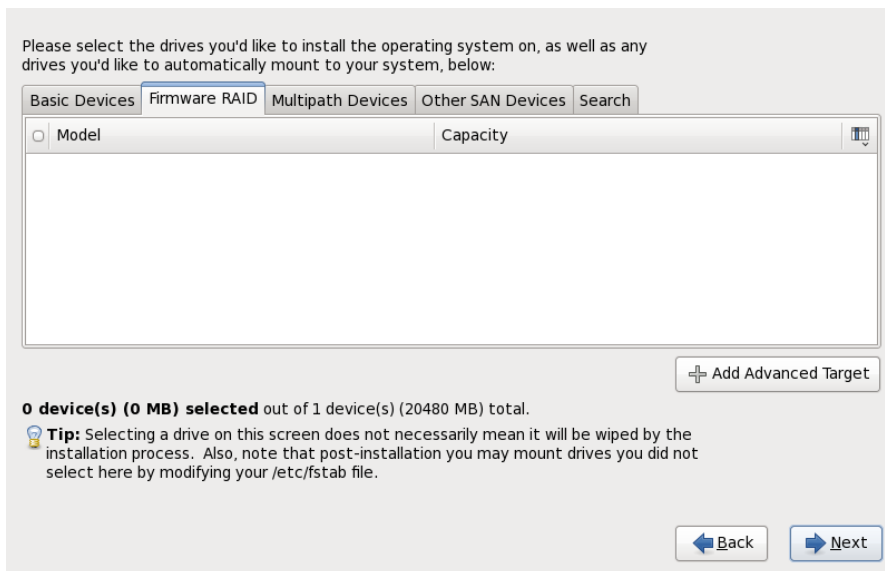 Please select the drives you'd like to install the operating system on, as well as any
drives you'd like to automatically mount to your system, below:
Basic Devices Firmware RAID Multipath Devices Other SAN Devices Search
Model Capacity
Add Advanced Target
0 device(s) (0 MB) selected out of 1 device(s) (20480 MB) total.
Tip: Selecting a drive on this screen does not necessarily mean it will be wiped by the
installation process. Also, note that post-installation you may mount drives you did not
select here by modifying your /etc/fstab file.
Back Next